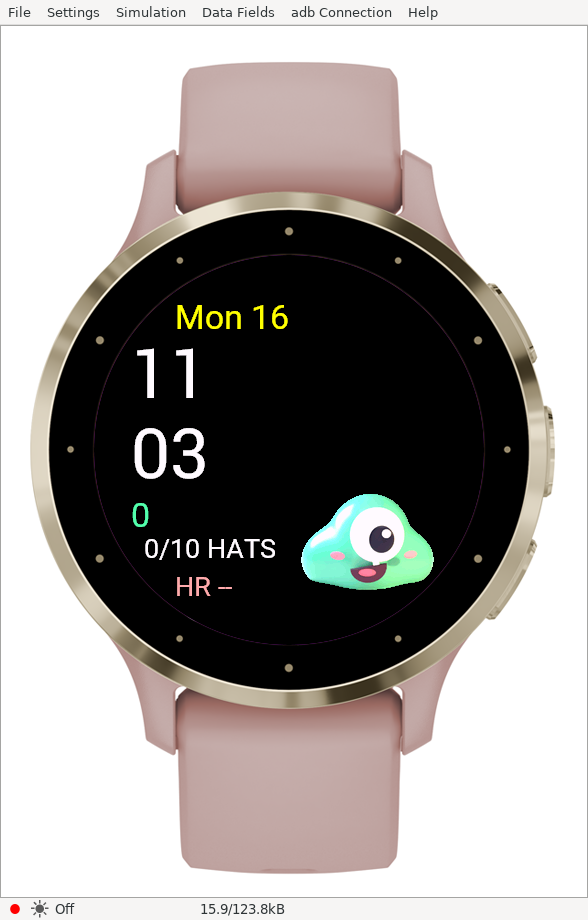 File Settings Simulation Data Fields adb Connection Help
Mon 16
11
03
0
0/10 HATS
HR --
Off 15.9/123.8kB